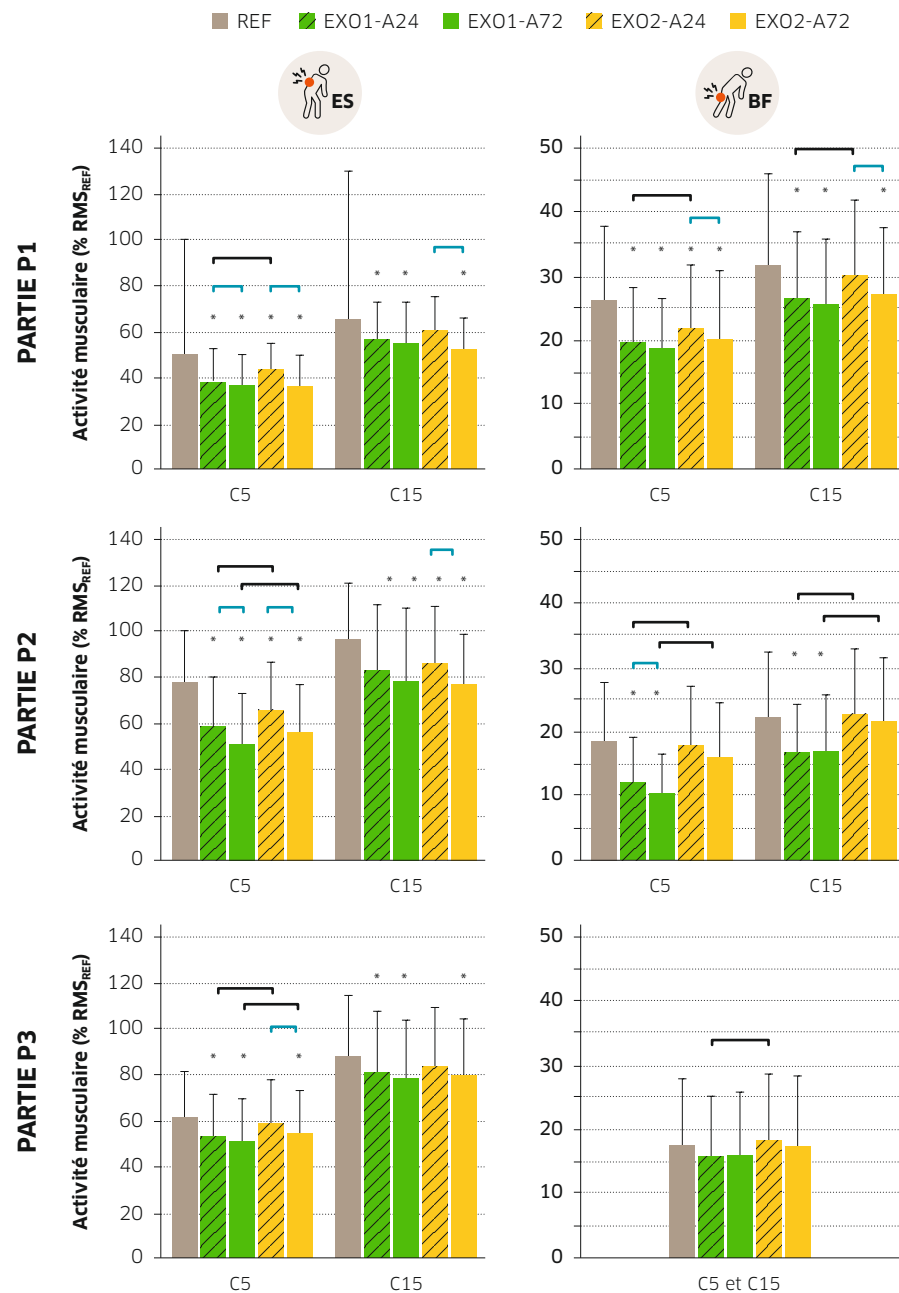 REF EXO1-A24 EXO1-A72 EXO2-A24 EXO2-A72
ES
BF
PARTIE P1
Activité musculaire (% RMSREF)
140
120
100
80
60
40
20
0
* * * *
* * *
C5 C15
50
40
30
20
10
0
* * * *
* * *
C5 C15
PARTIE P2
Activité musculaire (% RMSREF)
140
120
100
80
60
40
20
0
* * * *
* * * *
C5 C15
50
40
30
20
10
0
* *
* *
C5 C15
PARTIE P3
Activité musculaire (% RMSREF)
140
120
100
80
60
40
20
0
* * *
* * *
C5 C15
50
40
30
20
10
0
C5 et C15